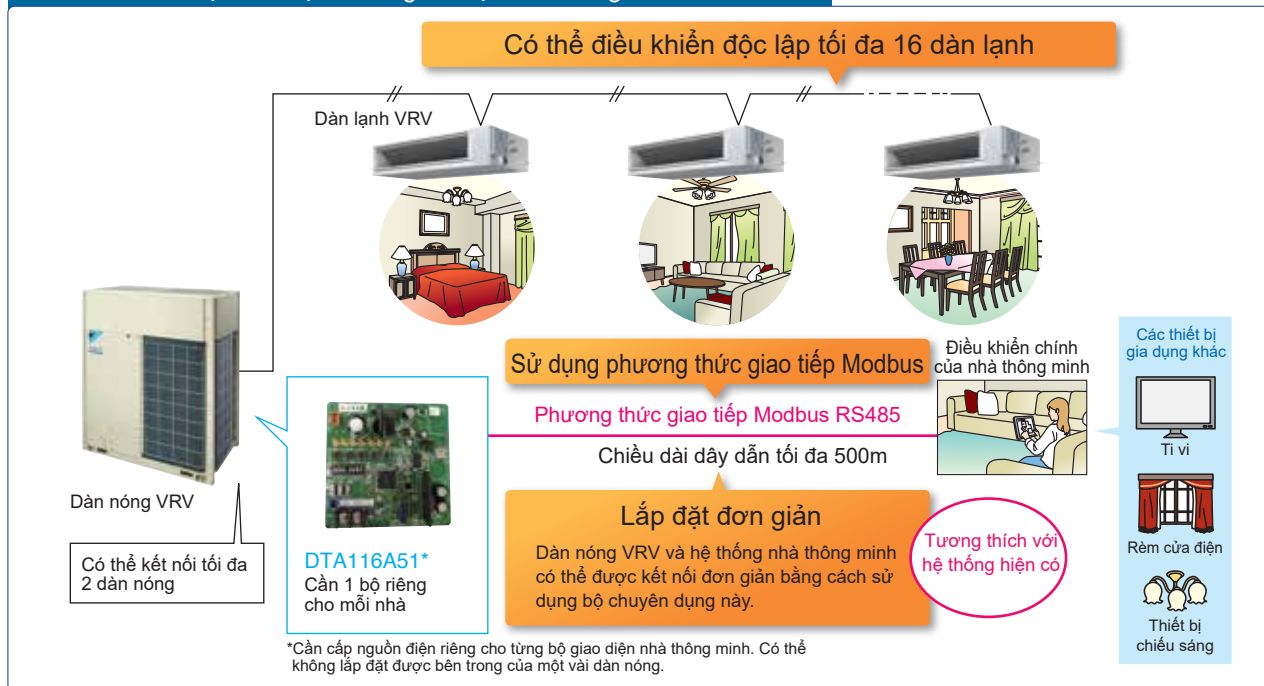 Có thể điều khiển độc lập tối đa 16 dàn lạnh
Dàn lạnh VRV
Sử dụng phương thức giao tiếp Modbus
Điều khiển chính
của nhà thông minh
Các thiết bị
gia dụng khác
Phương thức giao tiếp Modbus RS485
Chiều dài dây dẫn tối đa 500m
Ti vi
Dàn nóng VRV
Có thể kết nối tối đa
2 dàn nóng
DTA116A51*
Cần 1 bộ riêng
cho mỗi nhà
Lắp đặt đơn giản
Dàn nóng VRV và hệ thống nhà thông minh
có thể được kết nối đơn giản bằng cách sử
dụng bộ chuyên dụng này.
Tương thích với
hệ thống hiện có
Rèm cửa điện
Thiết bị
chiếu sáng
*Cần cấp nguồn điện riêng cho từng bộ giao diện nhà thông minh. Có thể
không lắp đặt được bên trong của một vài dàn nóng.